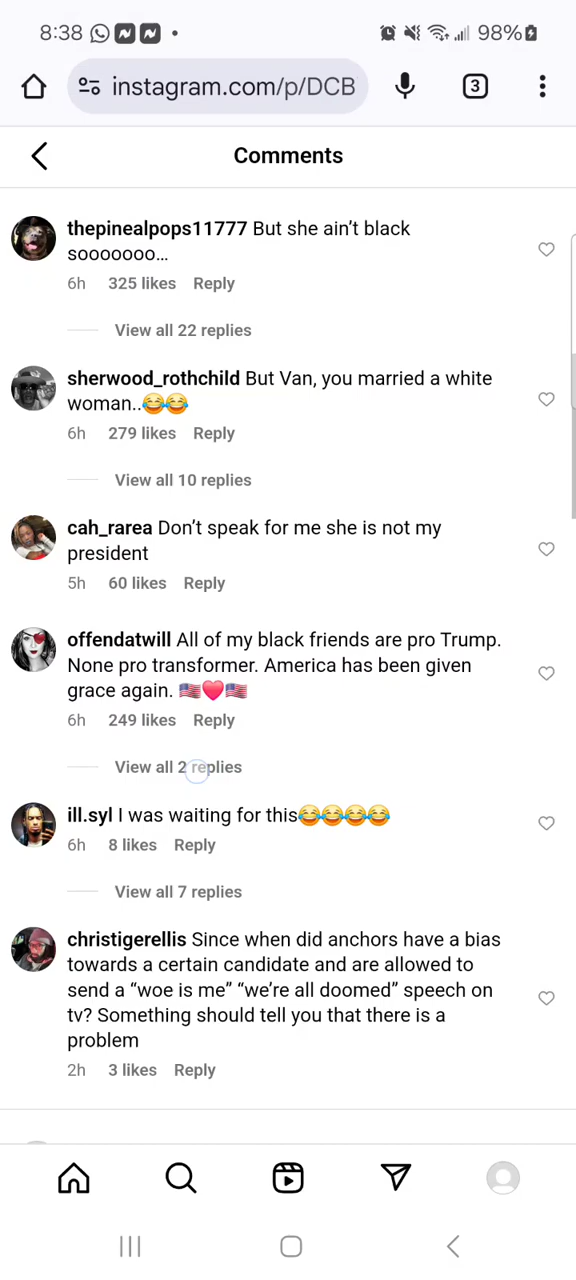 8:38
98%
instagram.com/p/DCB
3
Comments
thepinealpops11777 But she ain’t black
sooooooo…
6h 325 likes Reply
View all 22 replies
sherwood_rothchild But Van, you married a white
woman..😂😂
6h 279 likes Reply
View all 10 replies
cah_rarea Don’t speak for me she is not my
president
5h 60 likes Reply
offendatwill All of my black friends are pro Trump.
None pro transformer. America has been given
grace again. 🇺🇸❤️🇺🇸
6h 249 likes Reply
View all 2 replies
ill.syl I was waiting for this😂😂😂😂
6h 8 likes Reply
View all 7 replies
christigerellis Since when did anchors have a bias
towards a certain candidate and are allowed to
send a “woe is me” “we’re all doomed” speech on
tv? Something should tell you that there is a
problem
2h 3 likes Reply